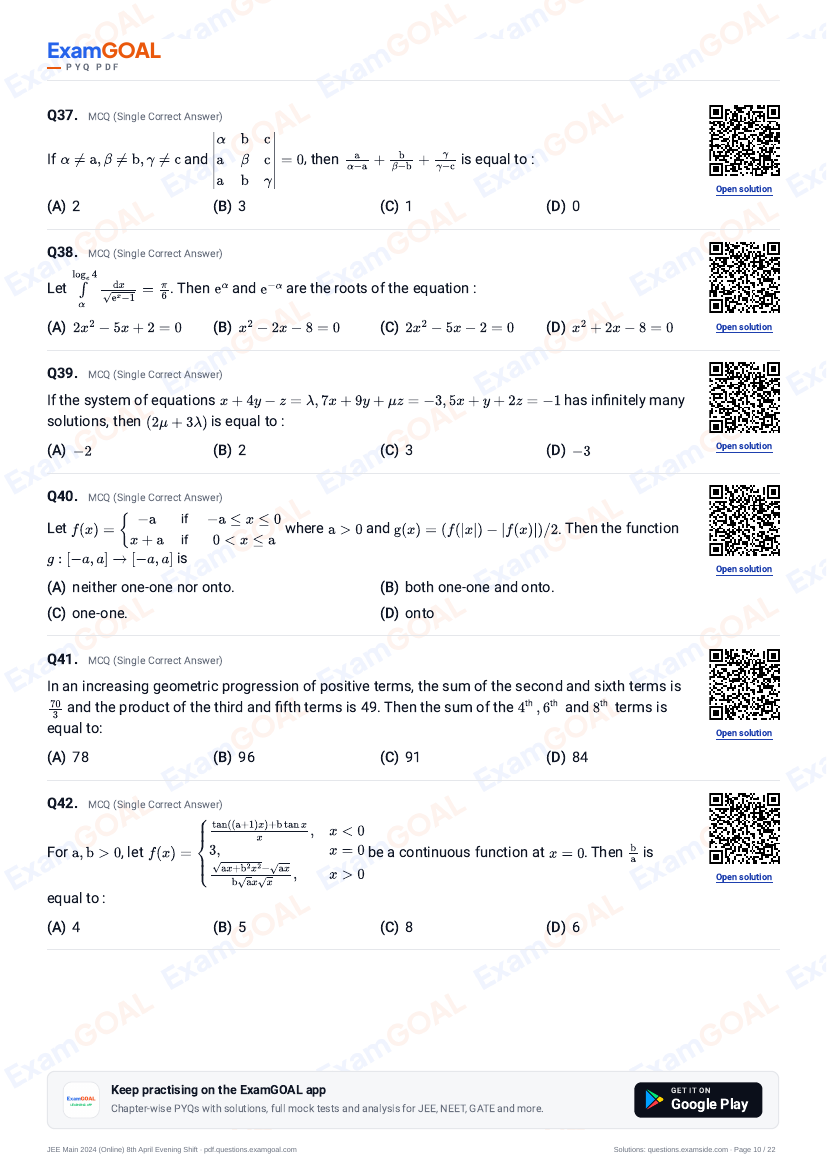 ExamGOAL
PYQ PDF
Q37. MCQ (Single Correct Answer)
If α ≠ a, β ≠ b, γ ≠ c and |α b c; a β c; a b γ| = 0, then a/(α−a) + b/(β−b) + γ/(γ−c) is equal to :
(A) 2 (B) 3 (C) 1 (D) 0
Open solution
Q38. MCQ (Single Correct Answer)
Let ∫_α^{log_e 4} dx/√(e^x−1) = π/6. Then e^α and e^−α are the roots of the equation :
(A) 2x² − 5x + 2 = 0 (B) x² − 2x − 8 = 0 (C) 2x² − 5x − 2 = 0 (D) x² + 2x − 8 = 0
Open solution
Q39. MCQ (Single Correct Answer)
If the system of equations x + 4y − z = λ, 7x + 9y + μz = −3, 5x + y + 2z = −1 has infinitely many
solutions, then (2μ + 3λ) is equal to :
(A) −2 (B) 2 (C) 3 (D) −3
Open solution
Q40. MCQ (Single Correct Answer)
Let f(x) = { −a if −a ≤ x ≤ 0; x + a if 0 < x ≤ a where a > 0 and g(x) = (f(|x|) − |f(x)|)/2. Then the function
g : [−a, a] → [−a, a] is
(A) neither one-one nor onto. (B) both one-one and onto.
(C) one-one. (D) onto
Open solution
Q41. MCQ (Single Correct Answer)
In an increasing geometric progression of positive terms, the sum of the second and sixth terms is
70/3 and the product of the third and fifth terms is 49. Then the sum of the 4th, 6th and 8th terms is
equal to:
(A) 78 (B) 96 (C) 91 (D) 84
Open solution
Q42. MCQ (Single Correct Answer)
For a, b > 0, let f(x) = { (tan((a+1)x)+b tan x)/x, x < 0; 3, x = 0; (√(ax+b²x²)−√(ax))/(b√a x√x), x > 0 be a continuous function at x = 0. Then b/a is
equal to :
(A) 4 (B) 5 (C) 8 (D) 6
Open solution
ExamGOAL
Keep practising on the ExamGOAL app
Chapter-wise PYQs with solutions, full mock tests and analysis for JEE, NEET, GATE and more.
GET IT ON
Google Play
JEE Main 2024 (Online) 8th April Evening Shift · pdf.questions.examgoal.com
Solutions: questions.examside.com · Page 10 / 22